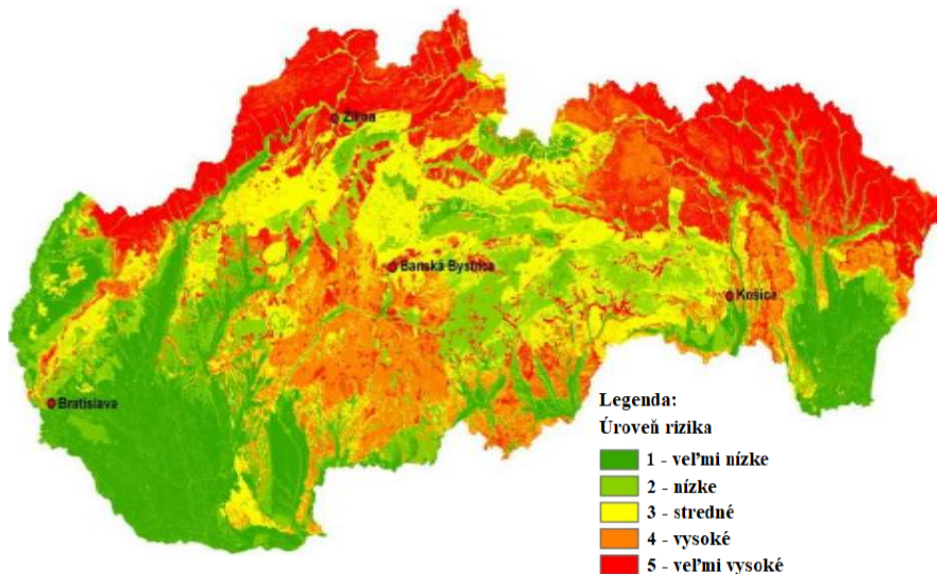 Žilina
Banská Bystrica
Košice
Bratislava
Legenda:
Úroveň rizika
1 - veľmi nízke
2 - nízke
3 - stredné
4 - vysoké
5 - veľmi vysoké